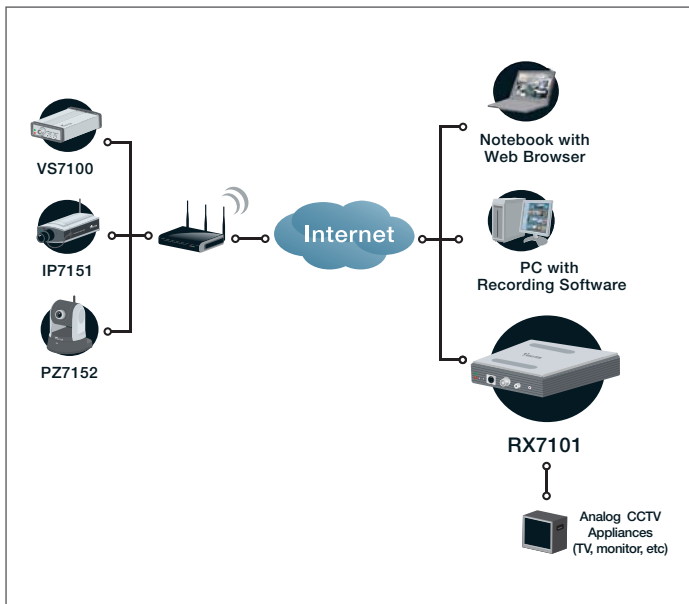 VS7100
IP7151
PZ7152
Internet
Notebook with
Web Browser
PC with
Recording Software
RX7101
Analog CCTV
Appliances
(TV, monitor, etc)